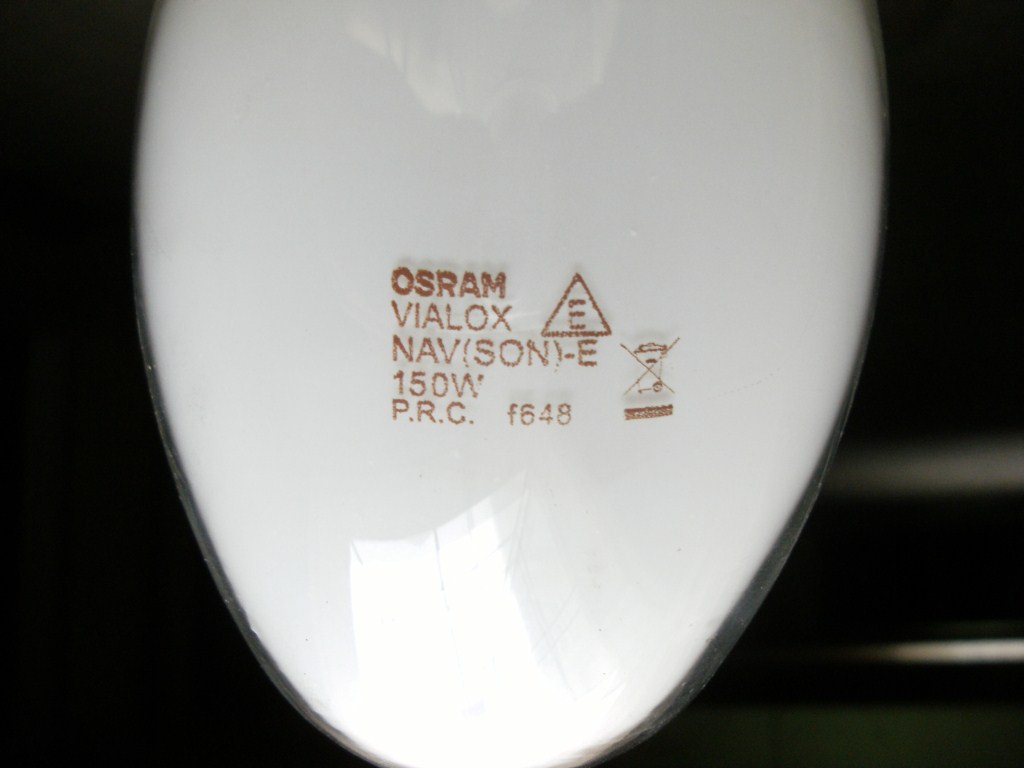 OSRAM
VIALOX E
NAV(SON)-E
150W
P.R.C. f648